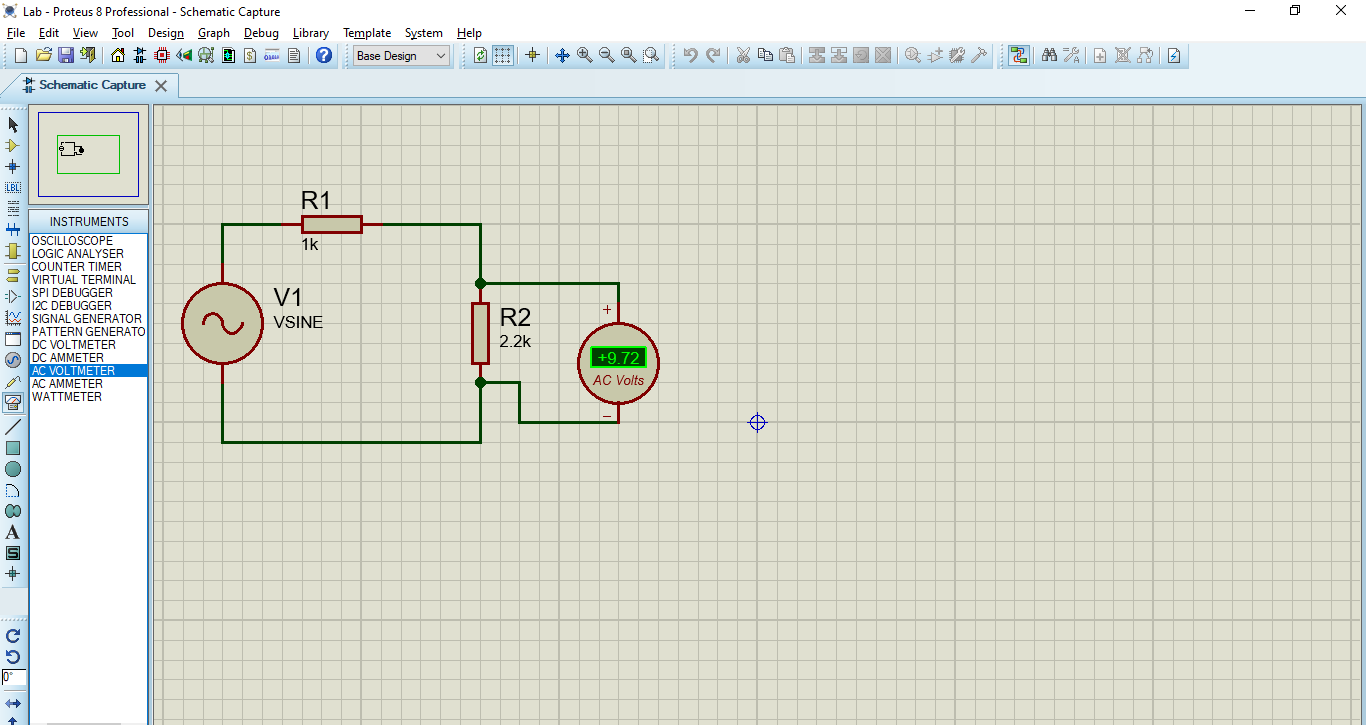 Lab - Proteus 8 Professional - Schematic Capture
File Edit View Tool Design Graph Debug Library Template System Help
Base Design
Schematic Capture
INSTRUMENTS
OSCILLOSCOPE
LOGIC ANALYSER
COUNTER TIMER
VIRTUAL TERMINAL
SPI DEBUGGER
I2C DEBUGGER
SIGNAL GENERATOR
PATTERN GENERATO
DC VOLTMETER
DC AMMETER
AC VOLTMETER
AC AMMETER
WATTMETER
LBL
A
S
0°
R1
1k
V1
VSINE
R2
2.2k
+
+9.72
AC Volts
−